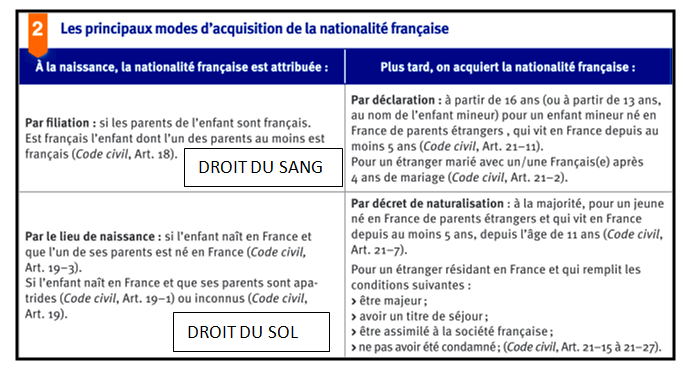 2 Les principaux modes d'acquisition de la nationalité française
À la naissance, la nationalité française est attribuée :
Par filiation : si les parents de l'enfant sont français.
Est français l'enfant dont l'un des parents au moins est
français (Code civil, Art. 18).
DROIT DU SANG
Par le lieu de naissance : si l'enfant naît en France et
que l'un de ses parents est né en France (Code civil,
Art. 19–3).
Si l'enfant naît en France et que ses parents sont apa-
trides (Code civil, Art. 19–1) ou inconnus (Code civil,
Art. 19).
DROIT DU SOL
Plus tard, on acquiert la nationalité française :
Par déclaration : à partir de 16 ans (ou à partir de 13 ans,
au nom de l'enfant mineur) pour un enfant mineur né en
France de parents étrangers , qui vit en France depuis au
moins 5 ans (Code civil, Art. 21–11).
Pour un étranger marié avec un/une Français(e) après
4 ans de mariage (Code civil, Art. 21–2).
Par décret de naturalisation : à la majorité, pour un jeune
né en France de parents étrangers et qui vit en France
depuis au moins 5 ans, depuis l'âge de 11 ans (Code civil,
Art. 21–7).
Pour un étranger résidant en France et qui remplit les
conditions suivantes :
> être majeur ;
> avoir un titre de séjour ;
> être assimilé à la société française ;
> ne pas avoir été condamné ; (Code civil, Art. 21–15 à 21–27).